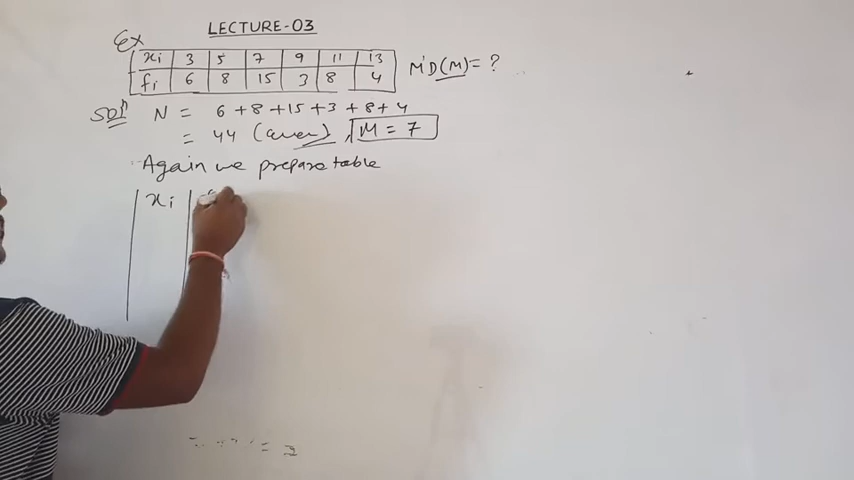 LECTURE-03
Ex
xi 3 5 7 9 11 13
fi 6 8 15 3 8 4
MD(M) = ?
Solⁿ N = 6+8+15+3+8+4
= 44 (even), M = 7
Again we prepare table
xi